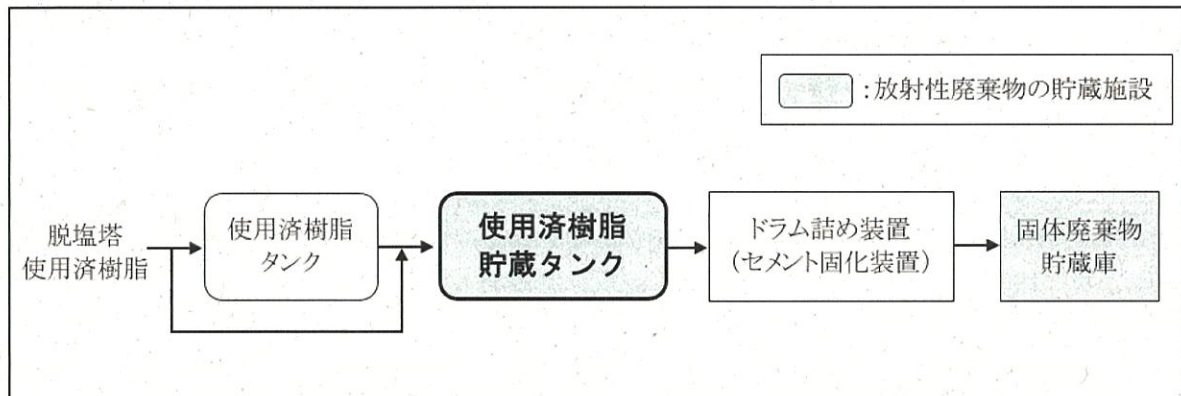 ：放射性廃棄物の貯蔵施設
脱塩塔
使用済樹脂
使用済樹脂
タンク
使用済樹脂
貯蔵タンク
ドラム詰め装置
（セメント固化装置）
固体廃棄物
貯蔵庫